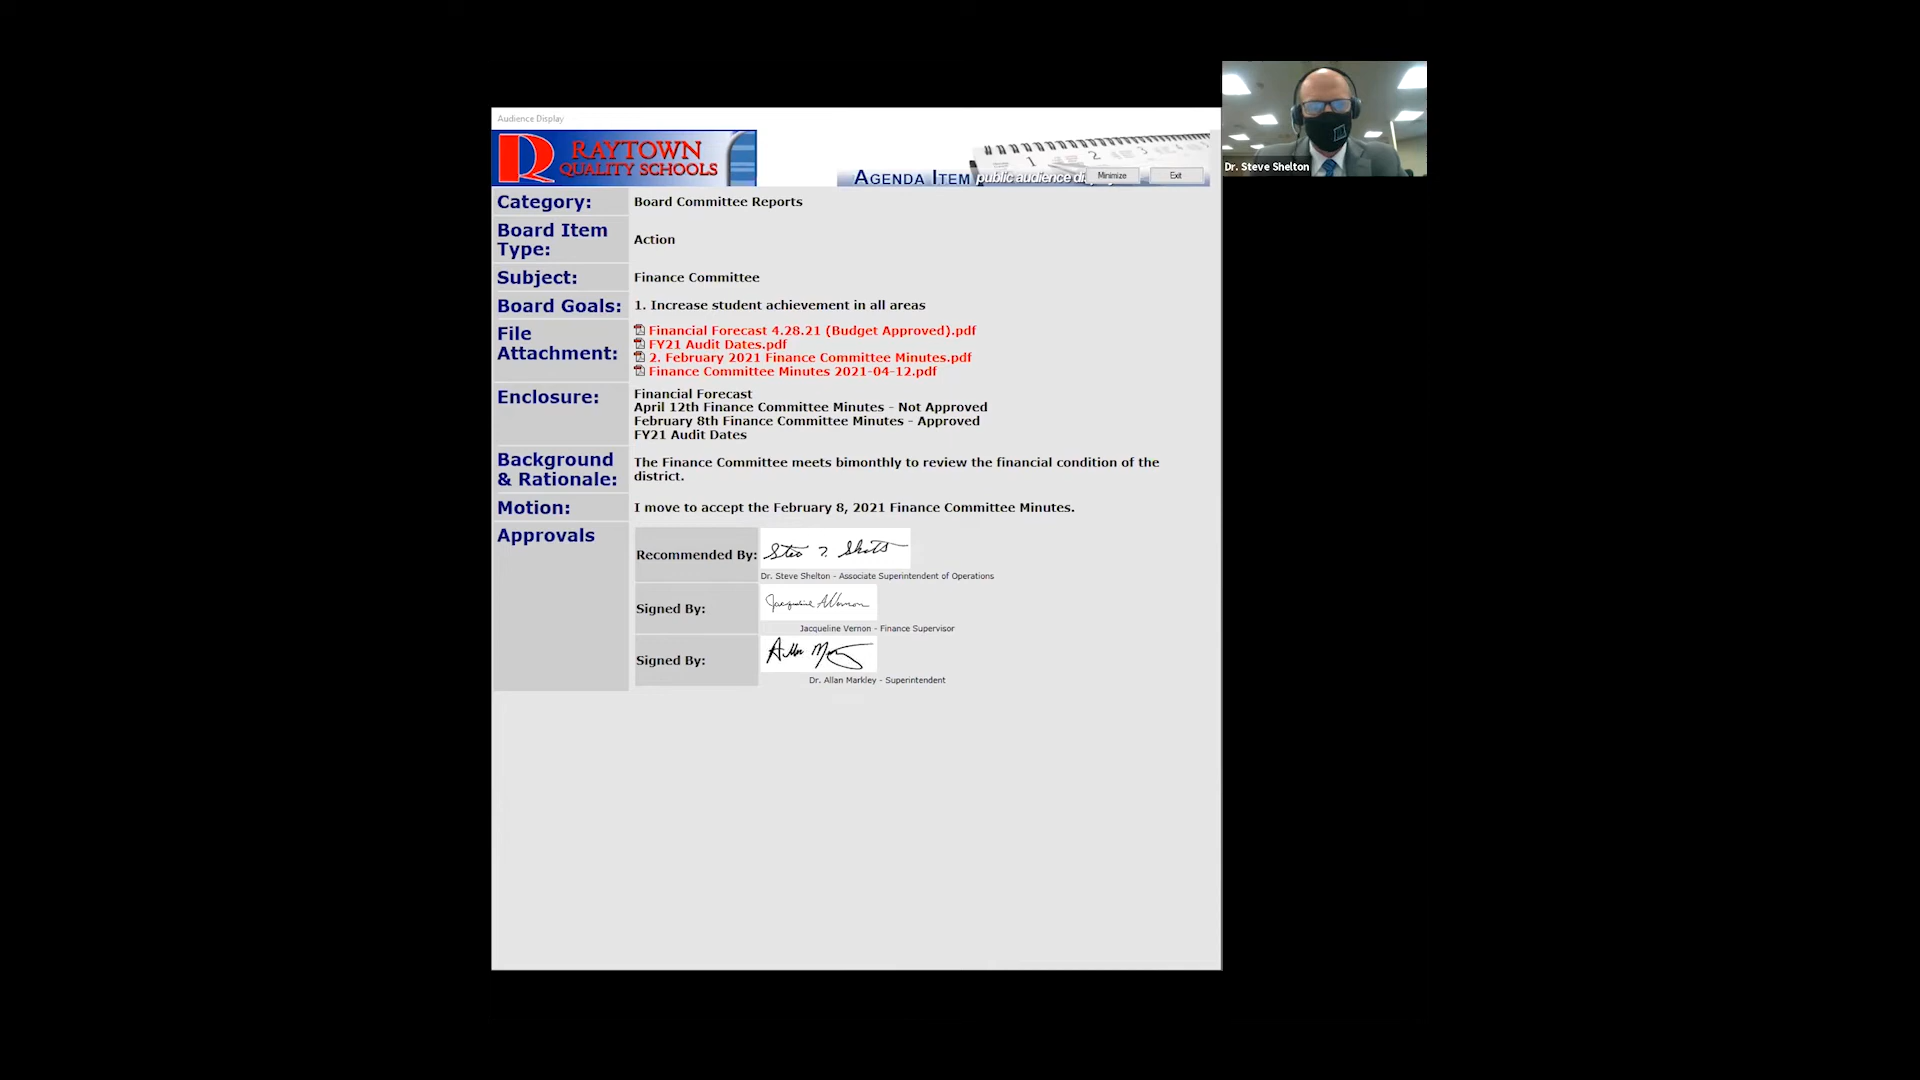 Audience Display
RAYTOWN
QUALITY SCHOOLS
1 2 3 4
AGENDA ITEM public audience
Minimize
Exit
Dr. Steve Shelton
Category: Board Committee Reports
Board Item
Type: Action
Subject: Finance Committee
Board Goals: 1. Increase student achievement in all areas
File
Attachment:
Financial Forecast 4.28.21 (Budget Approved).pdf
FY21 Audit Dates.pdf
2. February 2021 Finance Committee Minutes.pdf
Finance Committee Minutes 2021-04-12.pdf
Enclosure: Financial Forecast
April 12th Finance Committee Minutes - Not Approved
February 8th Finance Committee Minutes - Approved
FY21 Audit Dates
Background
& Rationale:
The Finance Committee meets bimonthly to review the financial condition of the
district.
Motion: I move to accept the February 8, 2021 Finance Committee Minutes.
Approvals
Recommended By:
Dr. Steve Shelton - Associate Superintendent of Operations
Signed By:
Jacqueline Vernon - Finance Supervisor
Signed By:
Dr. Allan Markley - Superintendent